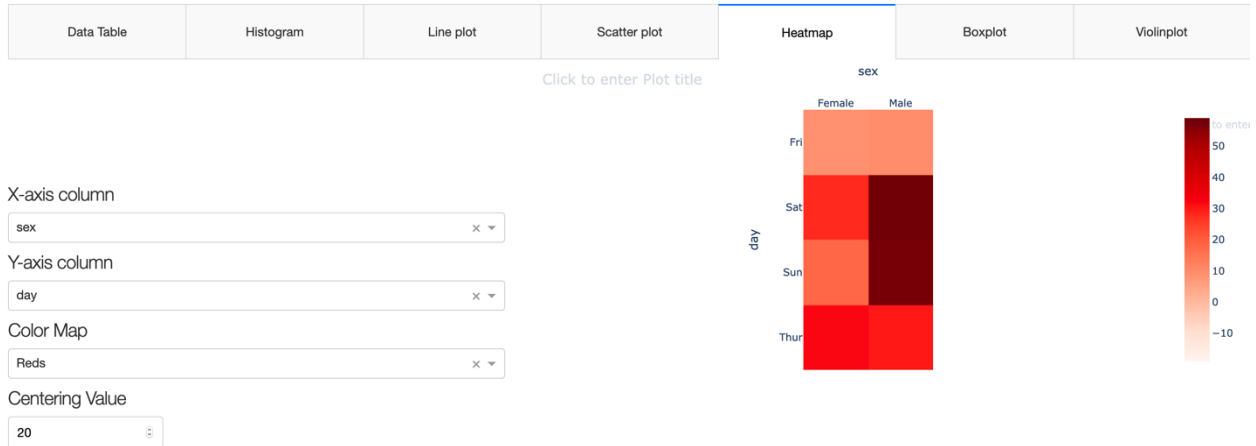 Data Table
Histogram
Line plot
Scatter plot
Heatmap
Boxplot
Violinplot
Click to enter Plot title
sex
Female
Male
Fri
Sat
Sun
Thur
day
to enter
50
40
30
20
10
0
−10
X-axis column
sex
Y-axis column
day
Color Map
Reds
Centering Value
20